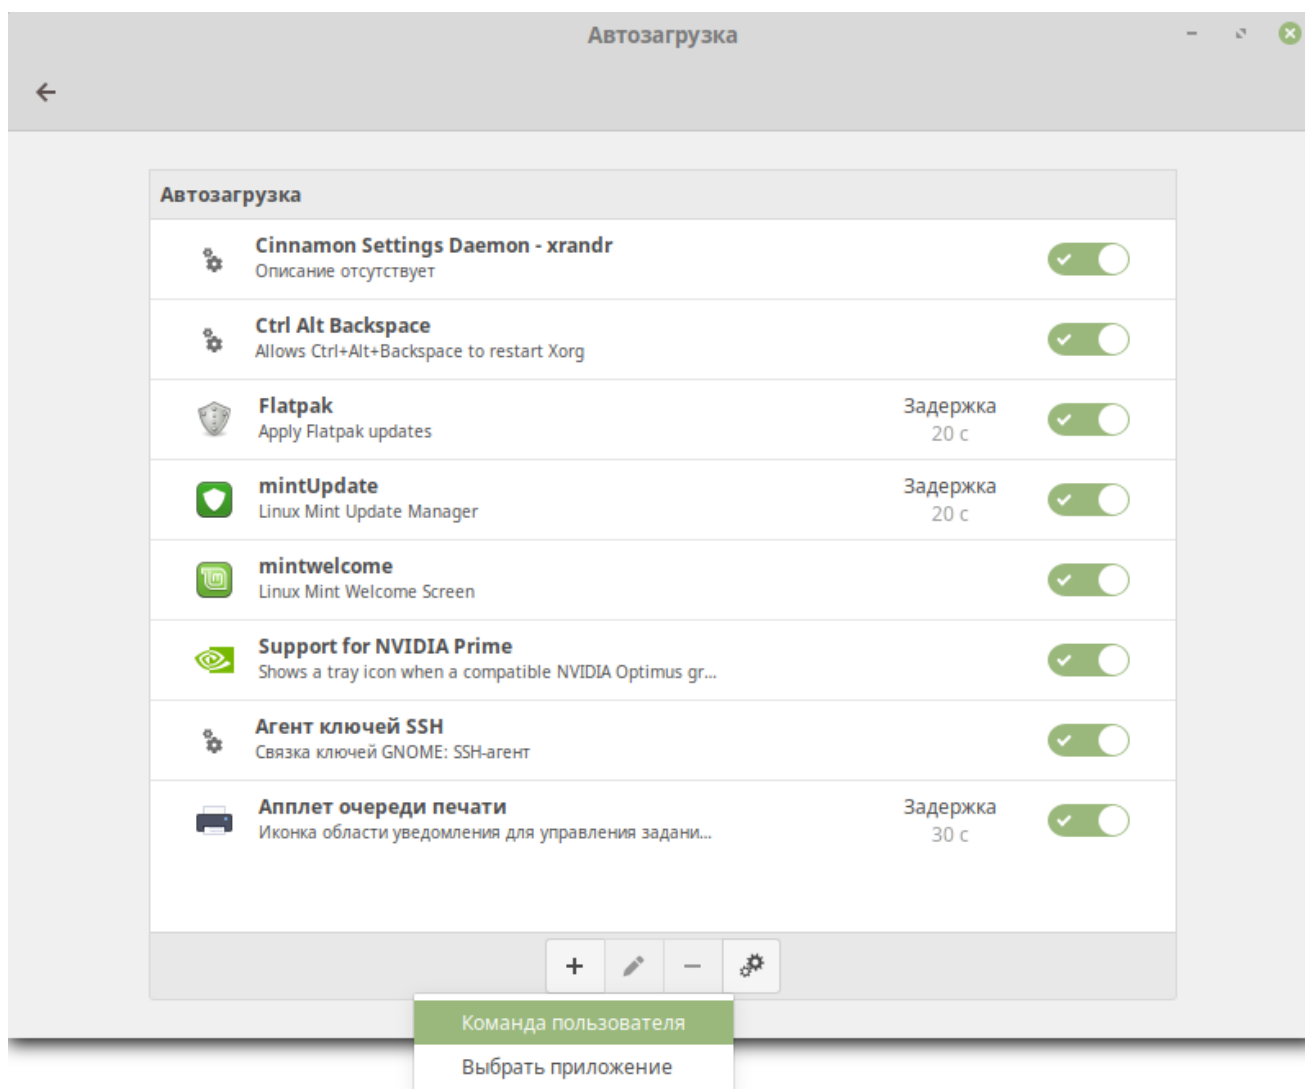 Автозагрузка
Автозагрузка
Cinnamon Settings Daemon - xrandr
Описание отсутствует
Ctrl Alt Backspace
Allows Ctrl+Alt+Backspace to restart Xorg
Flatpak
Apply Flatpak updates
Задержка
20 с
mintUpdate
Linux Mint Update Manager
Задержка
20 с
mintwelcome
Linux Mint Welcome Screen
Support for NVIDIA Prime
Shows a tray icon when a compatible NVIDIA Optimus gr...
Агент ключей SSH
Связка ключей GNOME: SSH-агент
Апплет очереди печати
Иконка области уведомления для управления задани...
Задержка
30 с
Команда пользователя
Выбрать приложение